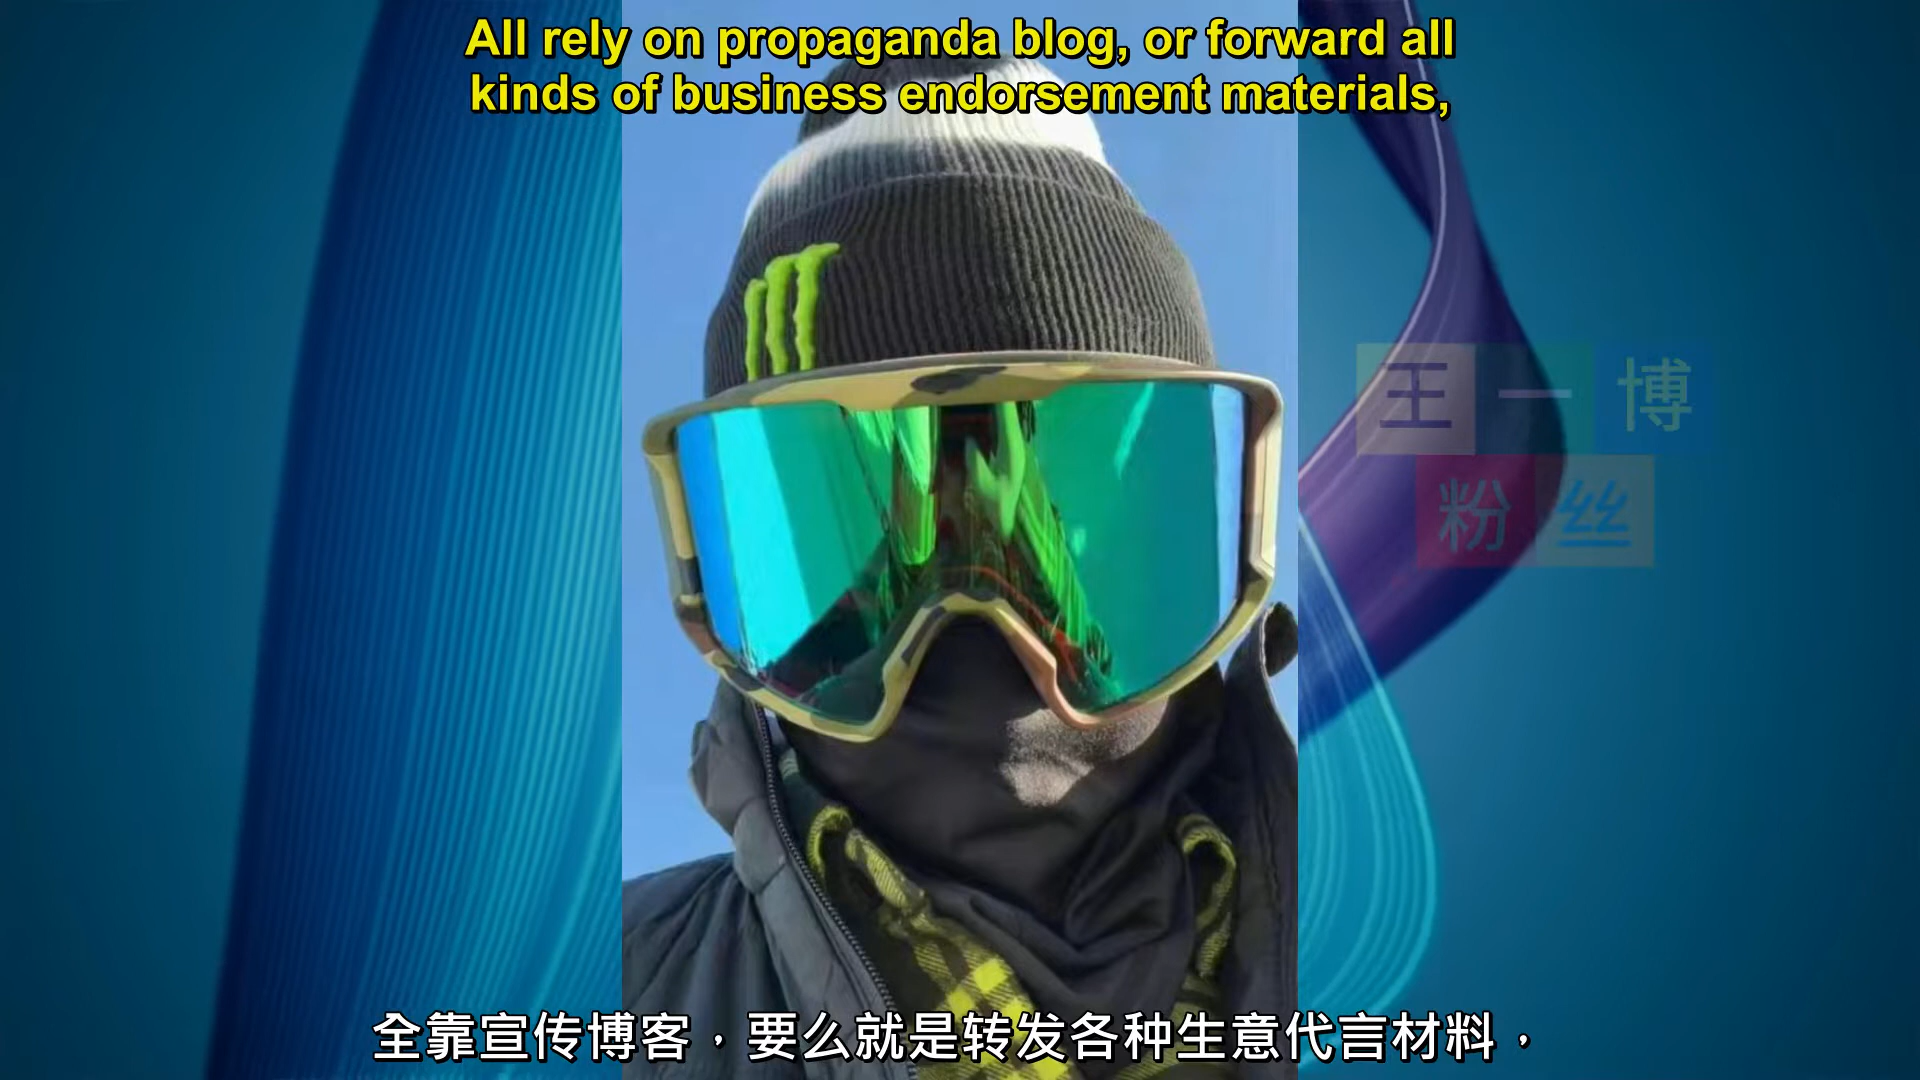 All rely on propaganda blog, or forward all
kinds of business endorsement materials,
王一博
粉丝
全靠宣传博客，要么就是转发各种生意代言材料，